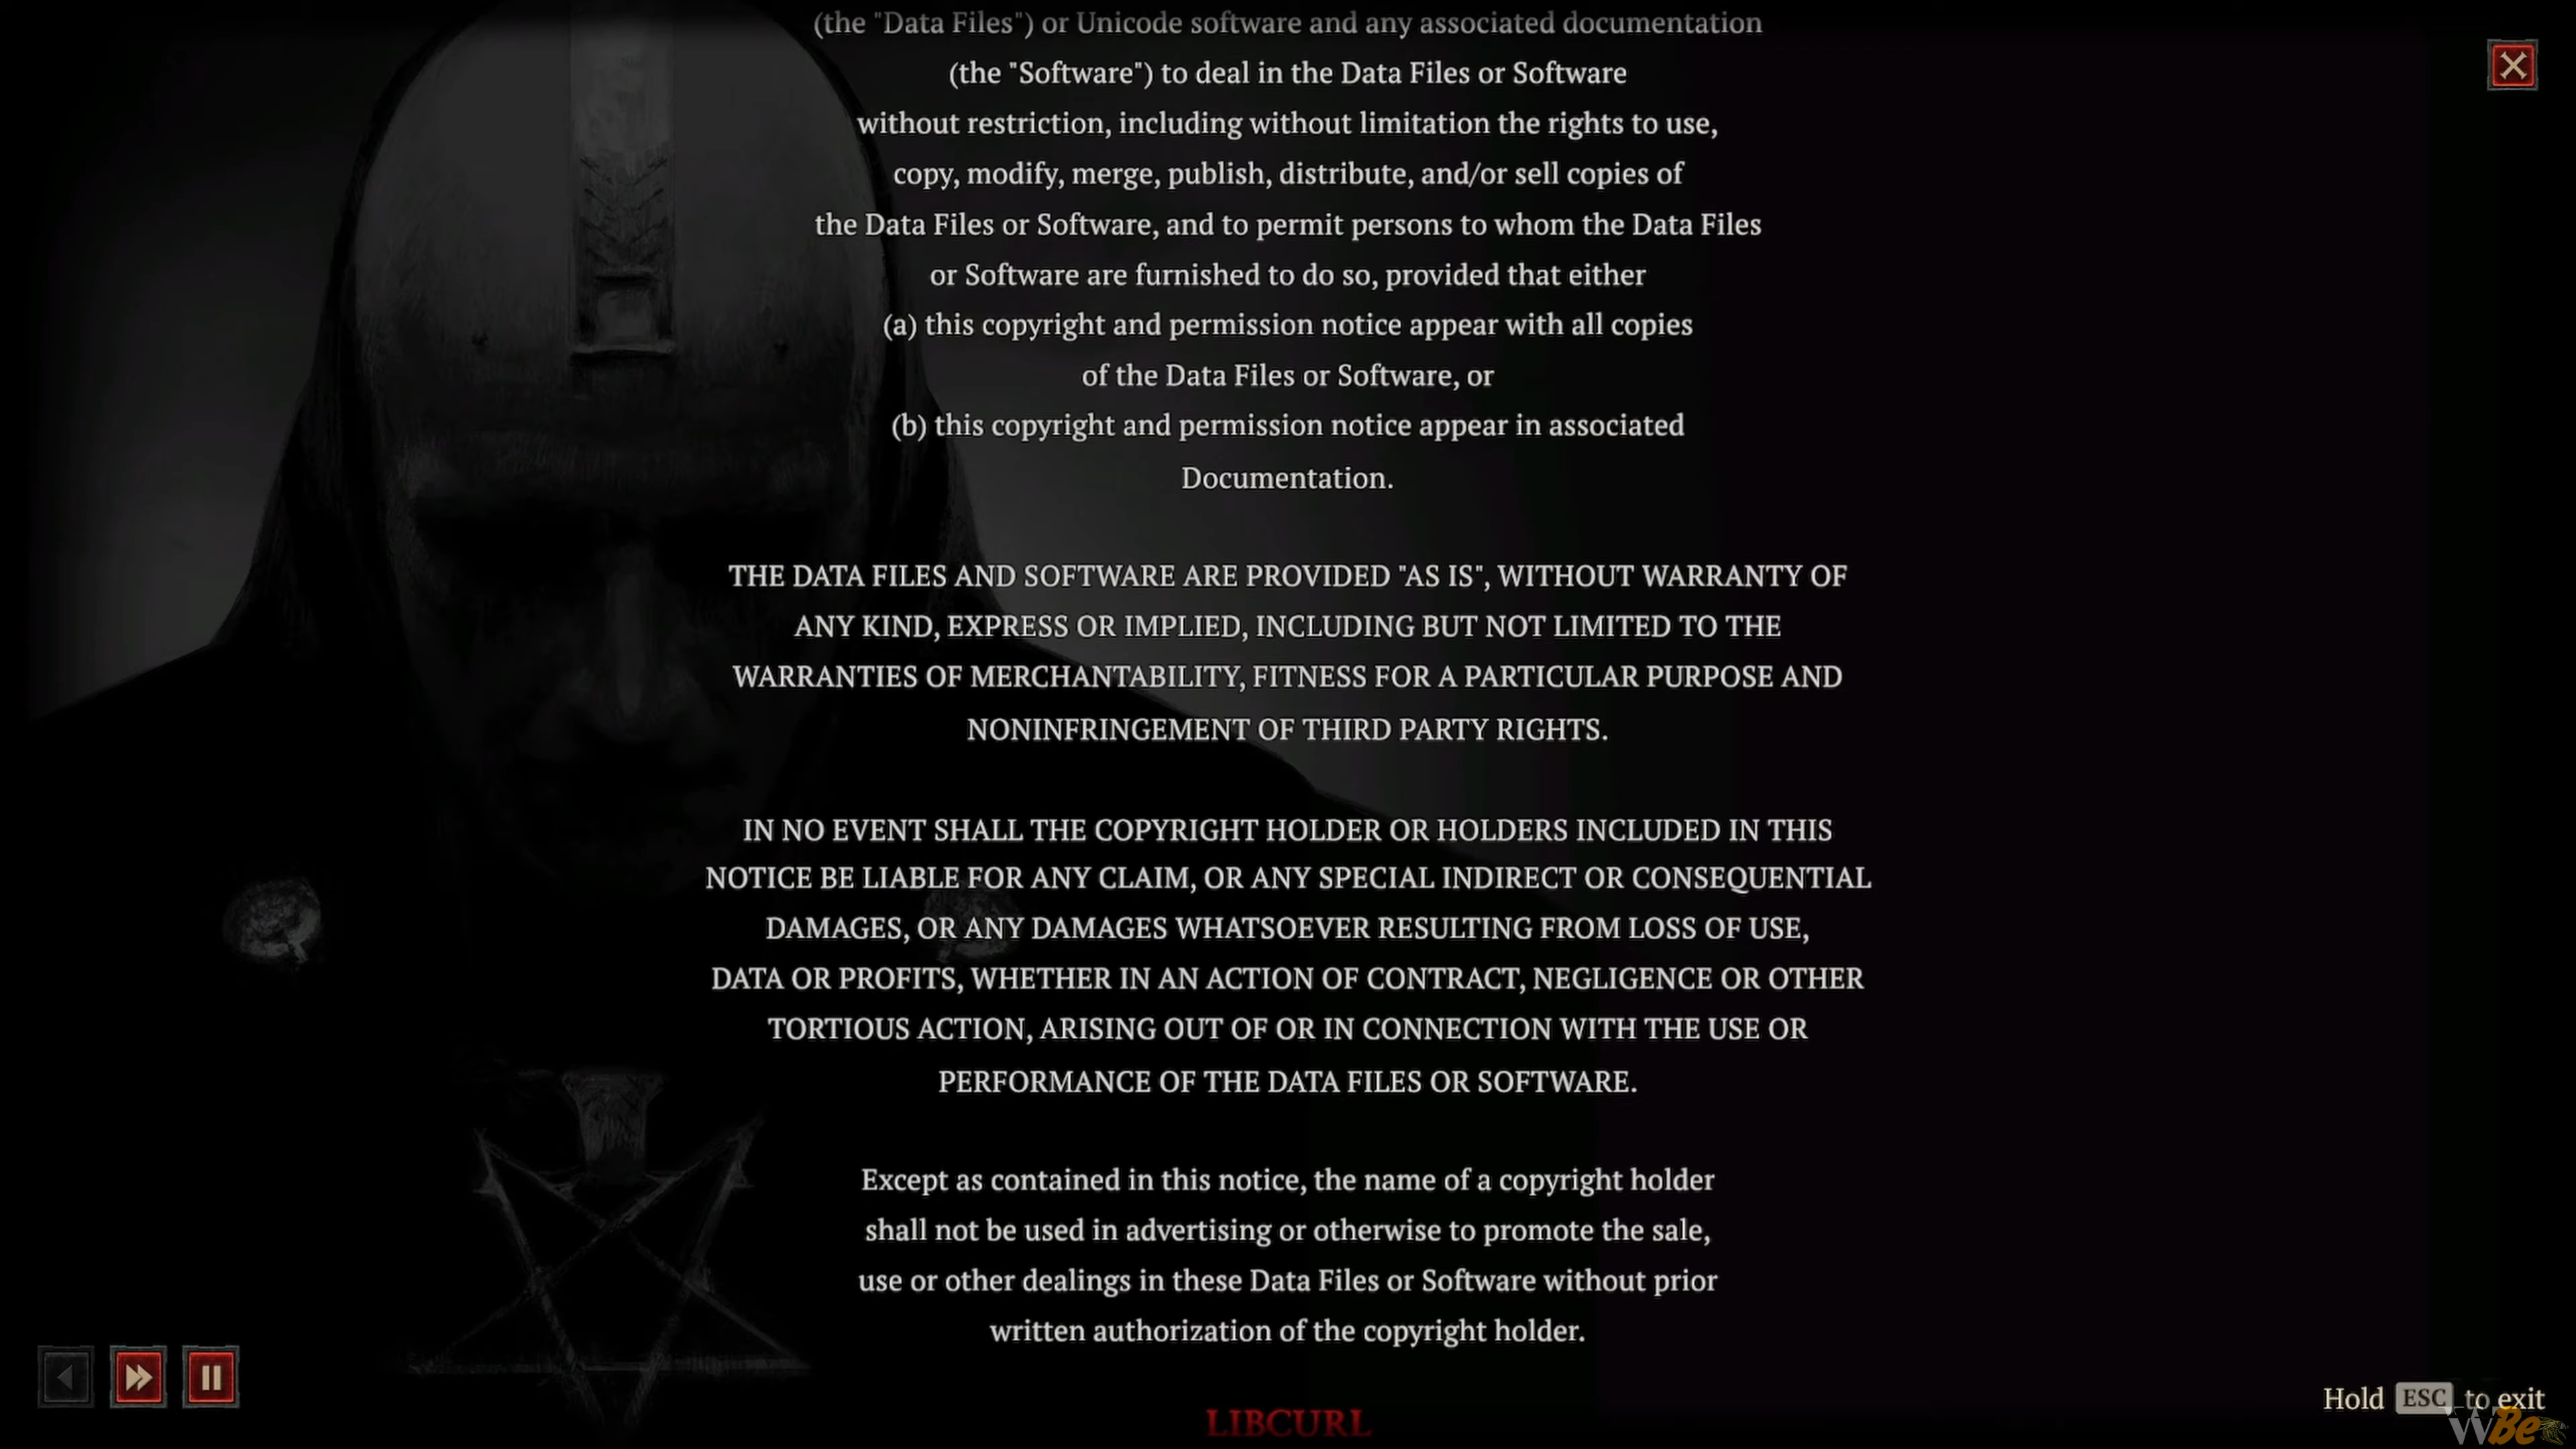 (the "Data Files") or Unicode software and any associated documentation
(the "Software") to deal in the Data Files or Software
without restriction, including without limitation the rights to use,
copy, modify, merge, publish, distribute, and/or sell copies of
the Data Files or Software, and to permit persons to whom the Data Files
or Software are furnished to do so, provided that either
(a) this copyright and permission notice appear with all copies
of the Data Files or Software, or
(b) this copyright and permission notice appear in associated
Documentation.
THE DATA FILES AND SOFTWARE ARE PROVIDED "AS IS", WITHOUT WARRANTY OF
ANY KIND, EXPRESS OR IMPLIED, INCLUDING BUT NOT LIMITED TO THE
WARRANTIES OF MERCHANTABILITY, FITNESS FOR A PARTICULAR PURPOSE AND
NONINFRINGEMENT OF THIRD PARTY RIGHTS.
IN NO EVENT SHALL THE COPYRIGHT HOLDER OR HOLDERS INCLUDED IN THIS
NOTICE BE LIABLE FOR ANY CLAIM, OR ANY SPECIAL INDIRECT OR CONSEQUENTIAL
DAMAGES, OR ANY DAMAGES WHATSOEVER RESULTING FROM LOSS OF USE,
DATA OR PROFITS, WHETHER IN AN ACTION OF CONTRACT, NEGLIGENCE OR OTHER
TORTIOUS ACTION, ARISING OUT OF OR IN CONNECTION WITH THE USE OR
PERFORMANCE OF THE DATA FILES OR SOFTWARE.
Except as contained in this notice, the name of a copyright holder
shall not be used in advertising or otherwise to promote the sale,
use or other dealings in these Data Files or Software without prior
written authorization of the copyright holder.
LIBCURL
Hold ESC to exit
WBe